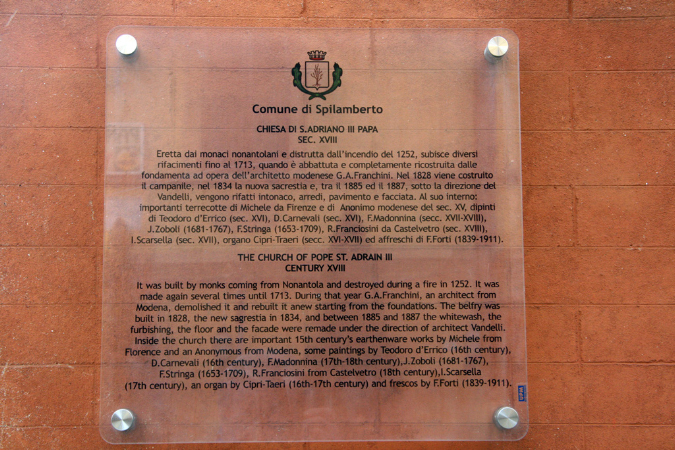 Comune di Spilamberto
CHIESA DI S.ADRIANO III PAPA
SEC. XVIII
Eretta dai monaci nonantolani e distrutta dall'incendio del 1252, subisce diversi
rifacimenti fino al 1713, quando è abbattuta e completamente ricostruita dalle
fondamenta ad opera dell'architetto modenese G.A.Franchini. Nel 1828 viene costruito
il campanile, nel 1834 la nuova sacrestia e, tra il 1885 ed il 1887, sotto la direzione del
Vandelli, vengono rifatti intonaco, arredi, pavimento e facciata. Al suo interno:
importanti terrecotte di Michele da Firenze e di Anonimo modenese del sec. XV, dipinti
di Teodoro d'Errico (sec. XVI), D.Carnevali (sec. XVI), F.Madonnina (secc. XVII-XVIII),
J.Zoboli (1681-1767), F.Stringa (1653-1709), R.Franciosini da Castelvetro (sec. XVIII),
I.Scarsella (sec. XVII), organo Cipri-Traeri (secc. XVI-XVII) ed affreschi di F.Forti (1839-1911).
THE CHURCH OF POPE ST. ADRAIN III
CENTURY XVIII
It was built by monks coming from Nonantola and destroyed during a fire in 1252. It was
made again several times until 1713. During that year G.A.Franchini, an architect from
Modena, demolished it and rebuilt it anew starting from the foundations. The belfry was
built in 1828, the new sagrestia in 1834, and between 1885 and 1887 the whitewash, the
furbishing, the floor and the facade were remade under the direction of architect Vandelli.
Inside the church there are important 15th century's earthenware works by Michele from
Florence and an Anonymous from Modena, some paintings by Teodoro d'Errico (16th century),
D.Carnevali (16th century), F.Madonnina (17th-18th century),J.Zoboli (1681-1767),
F.Stringa (1653-1709), R.Franciosini from Castelvetro (18th century),I.Scarsella
(17th century), an organ by Cipri-Traeri (16th-17th century) and frescos by F.Forti (1839-1911).